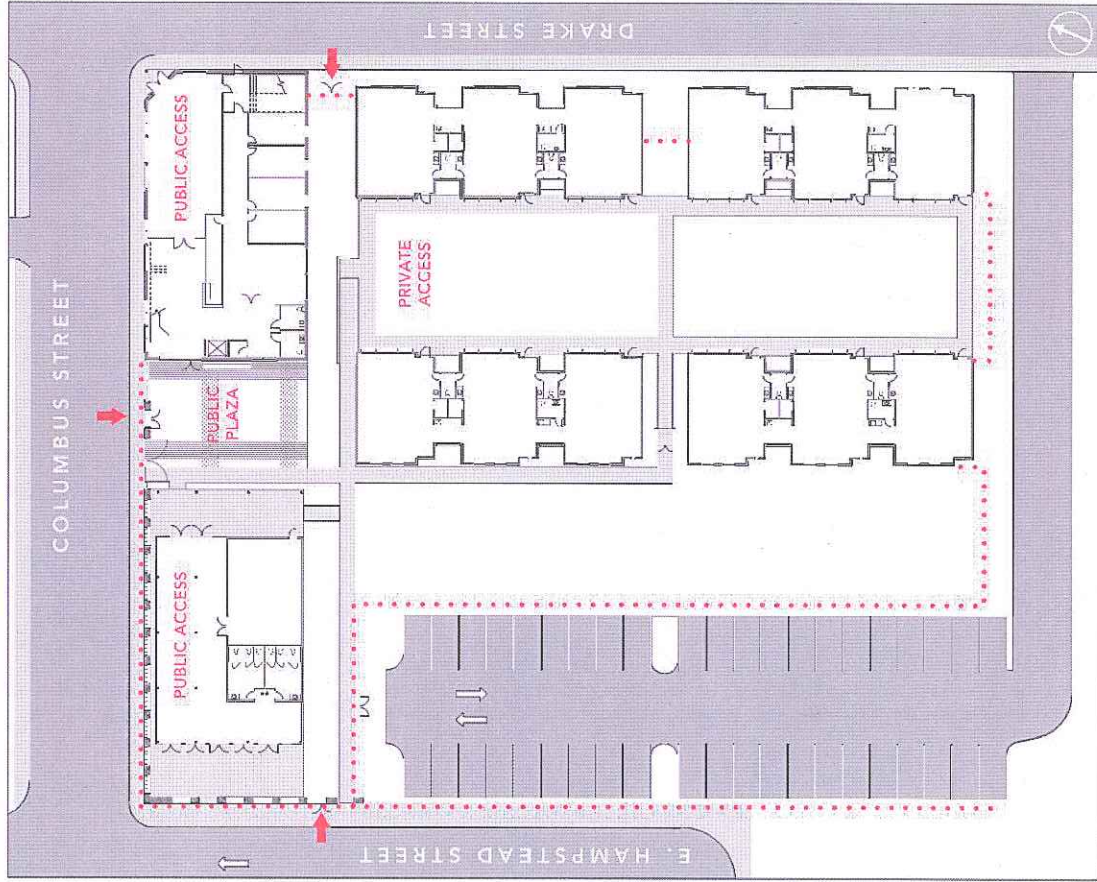 DRAKE STREET
COLUMBUS STREET
PUBLIC ACCESS
PRIVATE
ACCESS
PUBLIC
PLAZA
PUBLIC ACCESS
E. HAMPSTEAD STREET